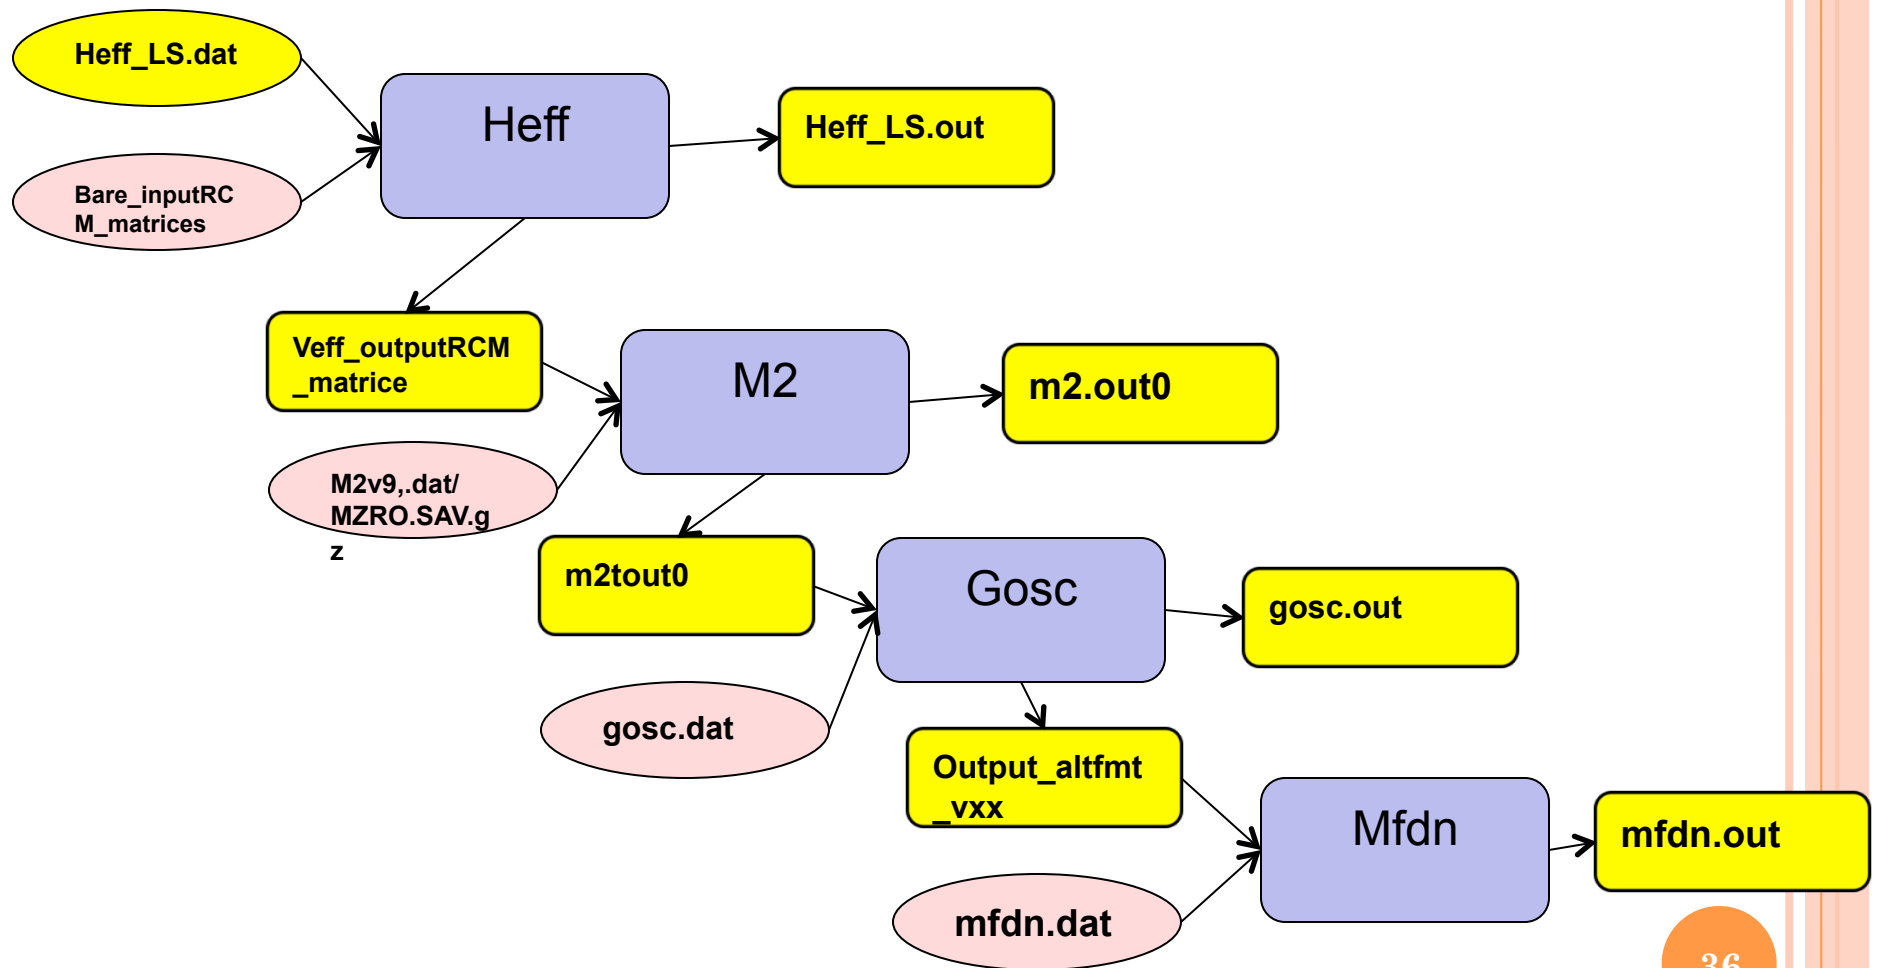 Heff_LS.dat
Heff
Heff_LS.out
Bare_inputRC
M_matrices
Veff_outputRCM
_matrice
M2
m2.out0
M2v9,.dat/
MZRO.SAV.g
z
m2tout0
Gosc
gosc.out
gosc.dat
Output_altfmt
_vxx
Mfdn
mfdn.out
mfdn.dat
36